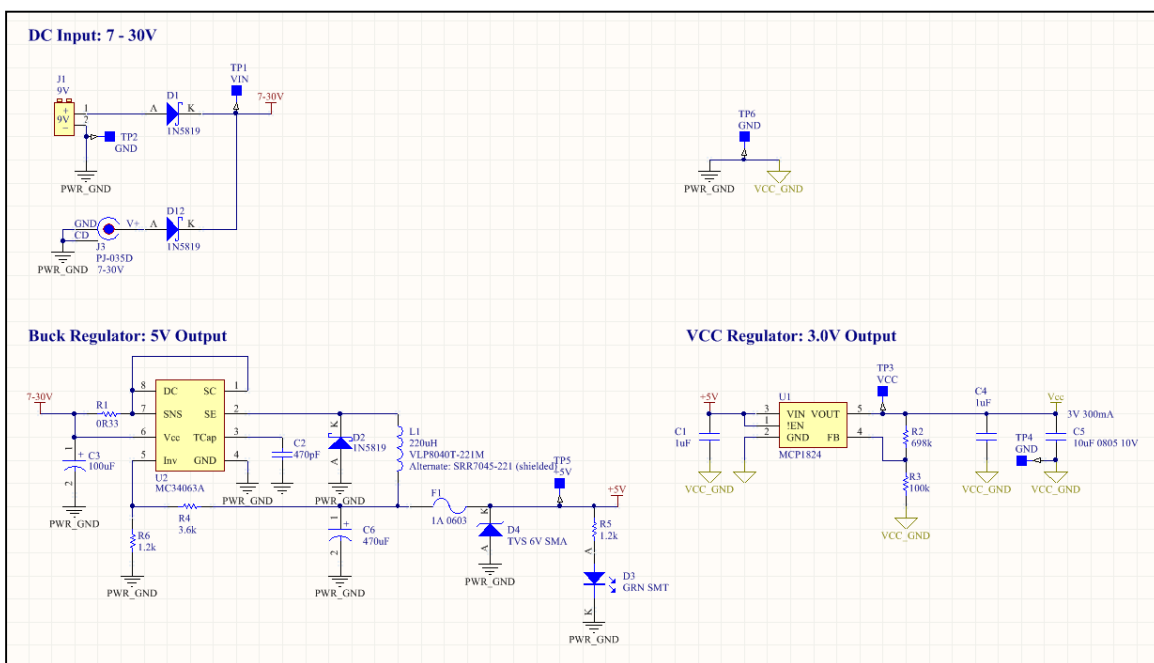 DC Input: 7 - 30V
J1
9V
+
9V
−
1
2
A
D1
K
1N5819
TP1
VIN
7-30V
TP2
GND
PWR_GND
GND
CD
V+
J3
PJ-035D
7-30V
PWR_GND
A
D12
K
1N5819
TP6
GND
PWR_GND
VCC_GND
Buck Regulator: 5V Output
7-30V
R1
0R33
8
7
6
5
DC
SNS
Vcc
Inv
SC
SE
TCap
GND
1
2
3
4
U2
MC34063A
1
+
C3
100uF
2
PWR_GND
C2
470pF
PWR_GND
PWR_GND
K
D2
1N5819
A
PWR_GND
L1
220uH
VLP8040T-221M
Alternate: SRR7045-221 (shielded)
R4
3.6k
R6
1.2k
PWR_GND
1
+
C6
470uF
2
PWR_GND
F1
1A 0603
K
D4
TVS 6V SMA
A
PWR_GND
TP5
+5V
+5V
R5
1.2k
A
D3
GRN SMT
K
PWR_GND
VCC Regulator: 3.0V Output
+5V
C1
1uF
VCC_GND
U1
3
1
2
VIN
!EN
GND
VOUT
FB
5
4
MCP1824
TP3
VCC
R2
698k
R3
100k
VCC_GND
C4
1uF
VCC_GND
Vcc
3V 300mA
C5
10uF 0805 10V
TP4
GND
VCC_GND